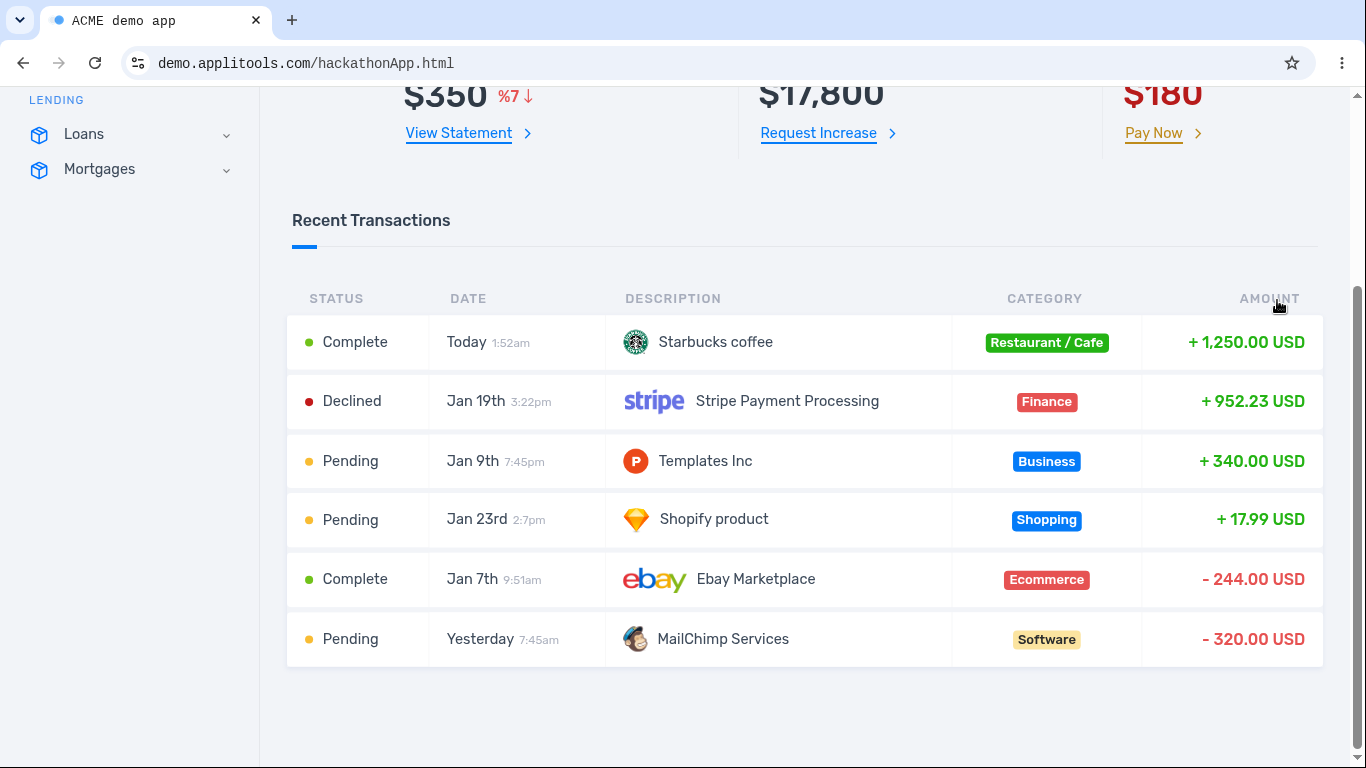 ACME demo app
demo.applitools.com/hackathonApp.html
LENDING
Loans
Mortgages
$350 %7
$17,800
$180
View Statement
Request Increase
Pay Now
Recent Transactions
STATUS DATE DESCRIPTION CATEGORY AMOUNT
Complete Today 1:52am Starbucks coffee Restaurant / Cafe + 1,250.00 USD
Declined Jan 19th 3:22pm stripe Stripe Payment Processing Finance + 952.23 USD
Pending Jan 9th 7:45pm P Templates Inc Business + 340.00 USD
Pending Jan 23rd 2:7pm Shopify product Shopping + 17.99 USD
Complete Jan 7th 9:51am ebay Ebay Marketplace Ecommerce - 244.00 USD
Pending Yesterday 7:45am MailChimp Services Software - 320.00 USD